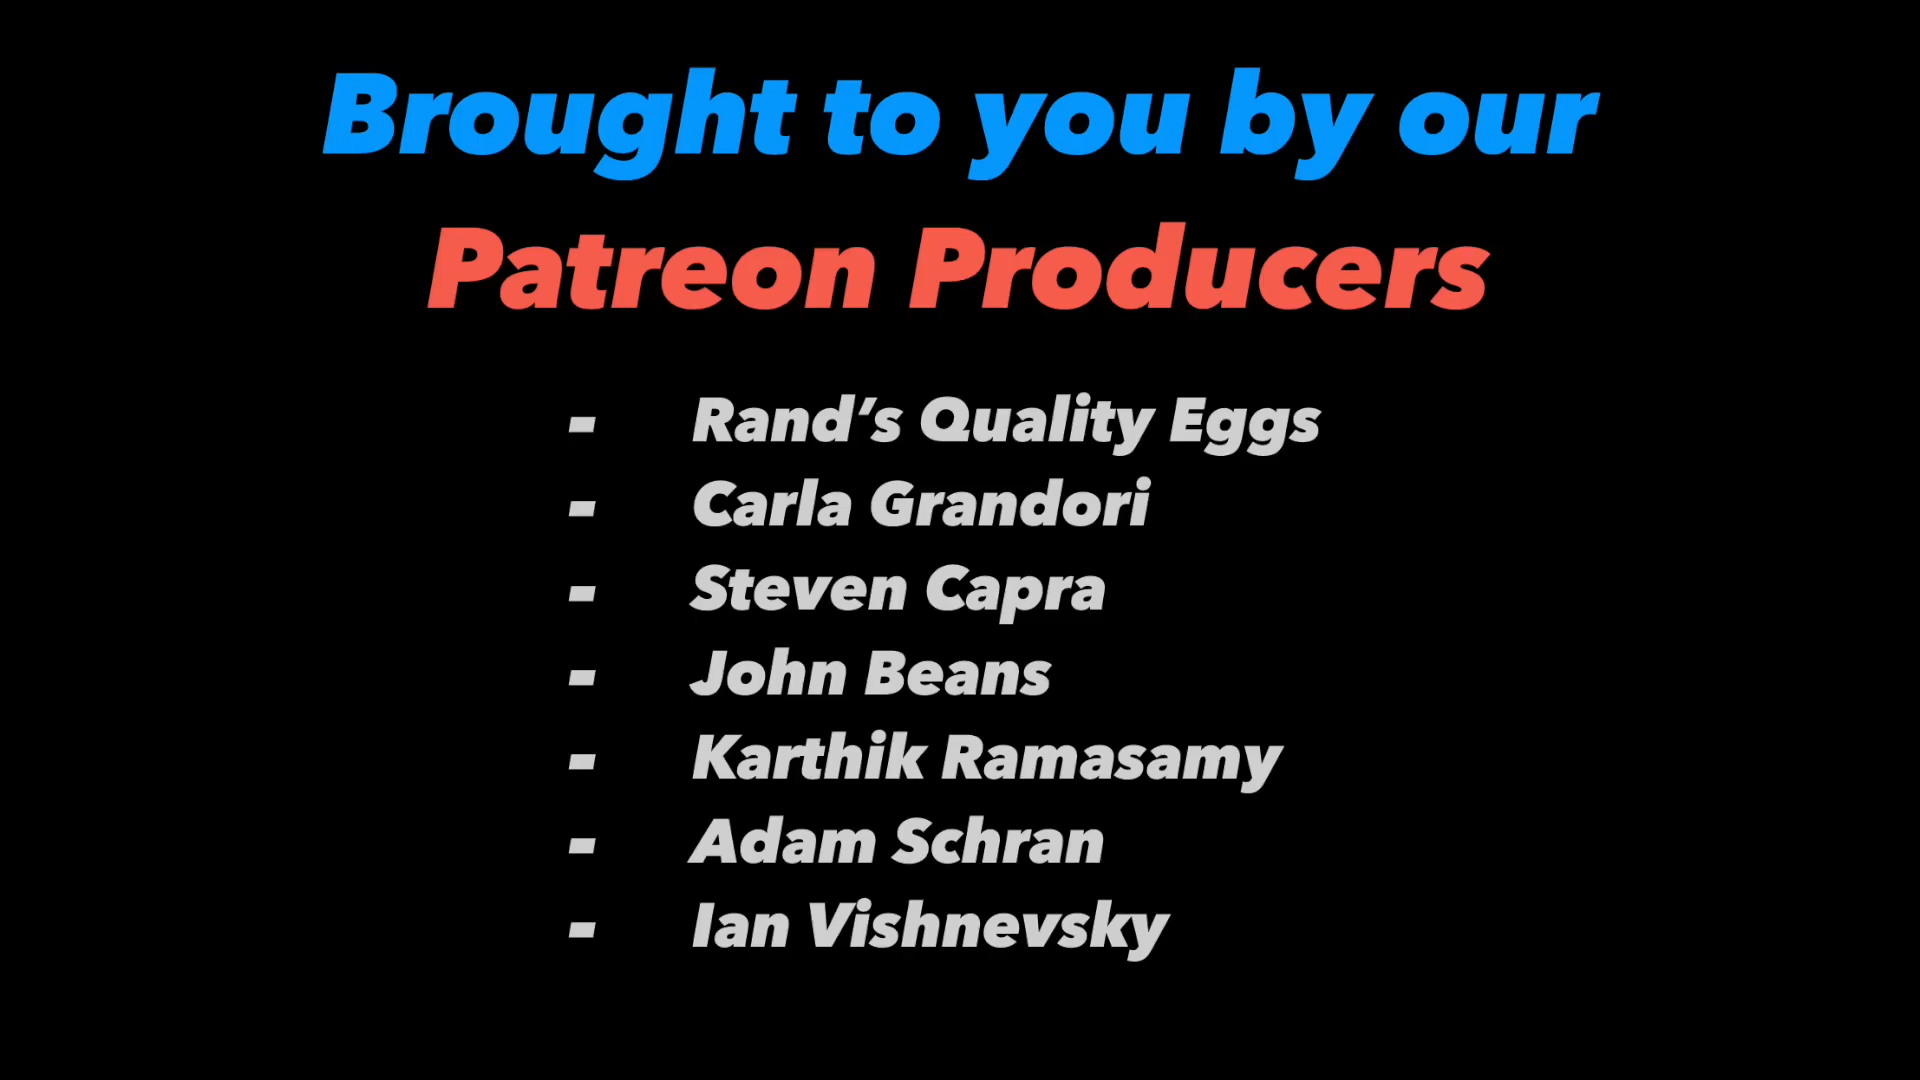 Brought to you by our
Patreon Producers
- Rand’s Quality Eggs
- Carla Grandori
- Steven Capra
- John Beans
- Karthik Ramasamy
- Adam Schran
- Ian Vishnevsky